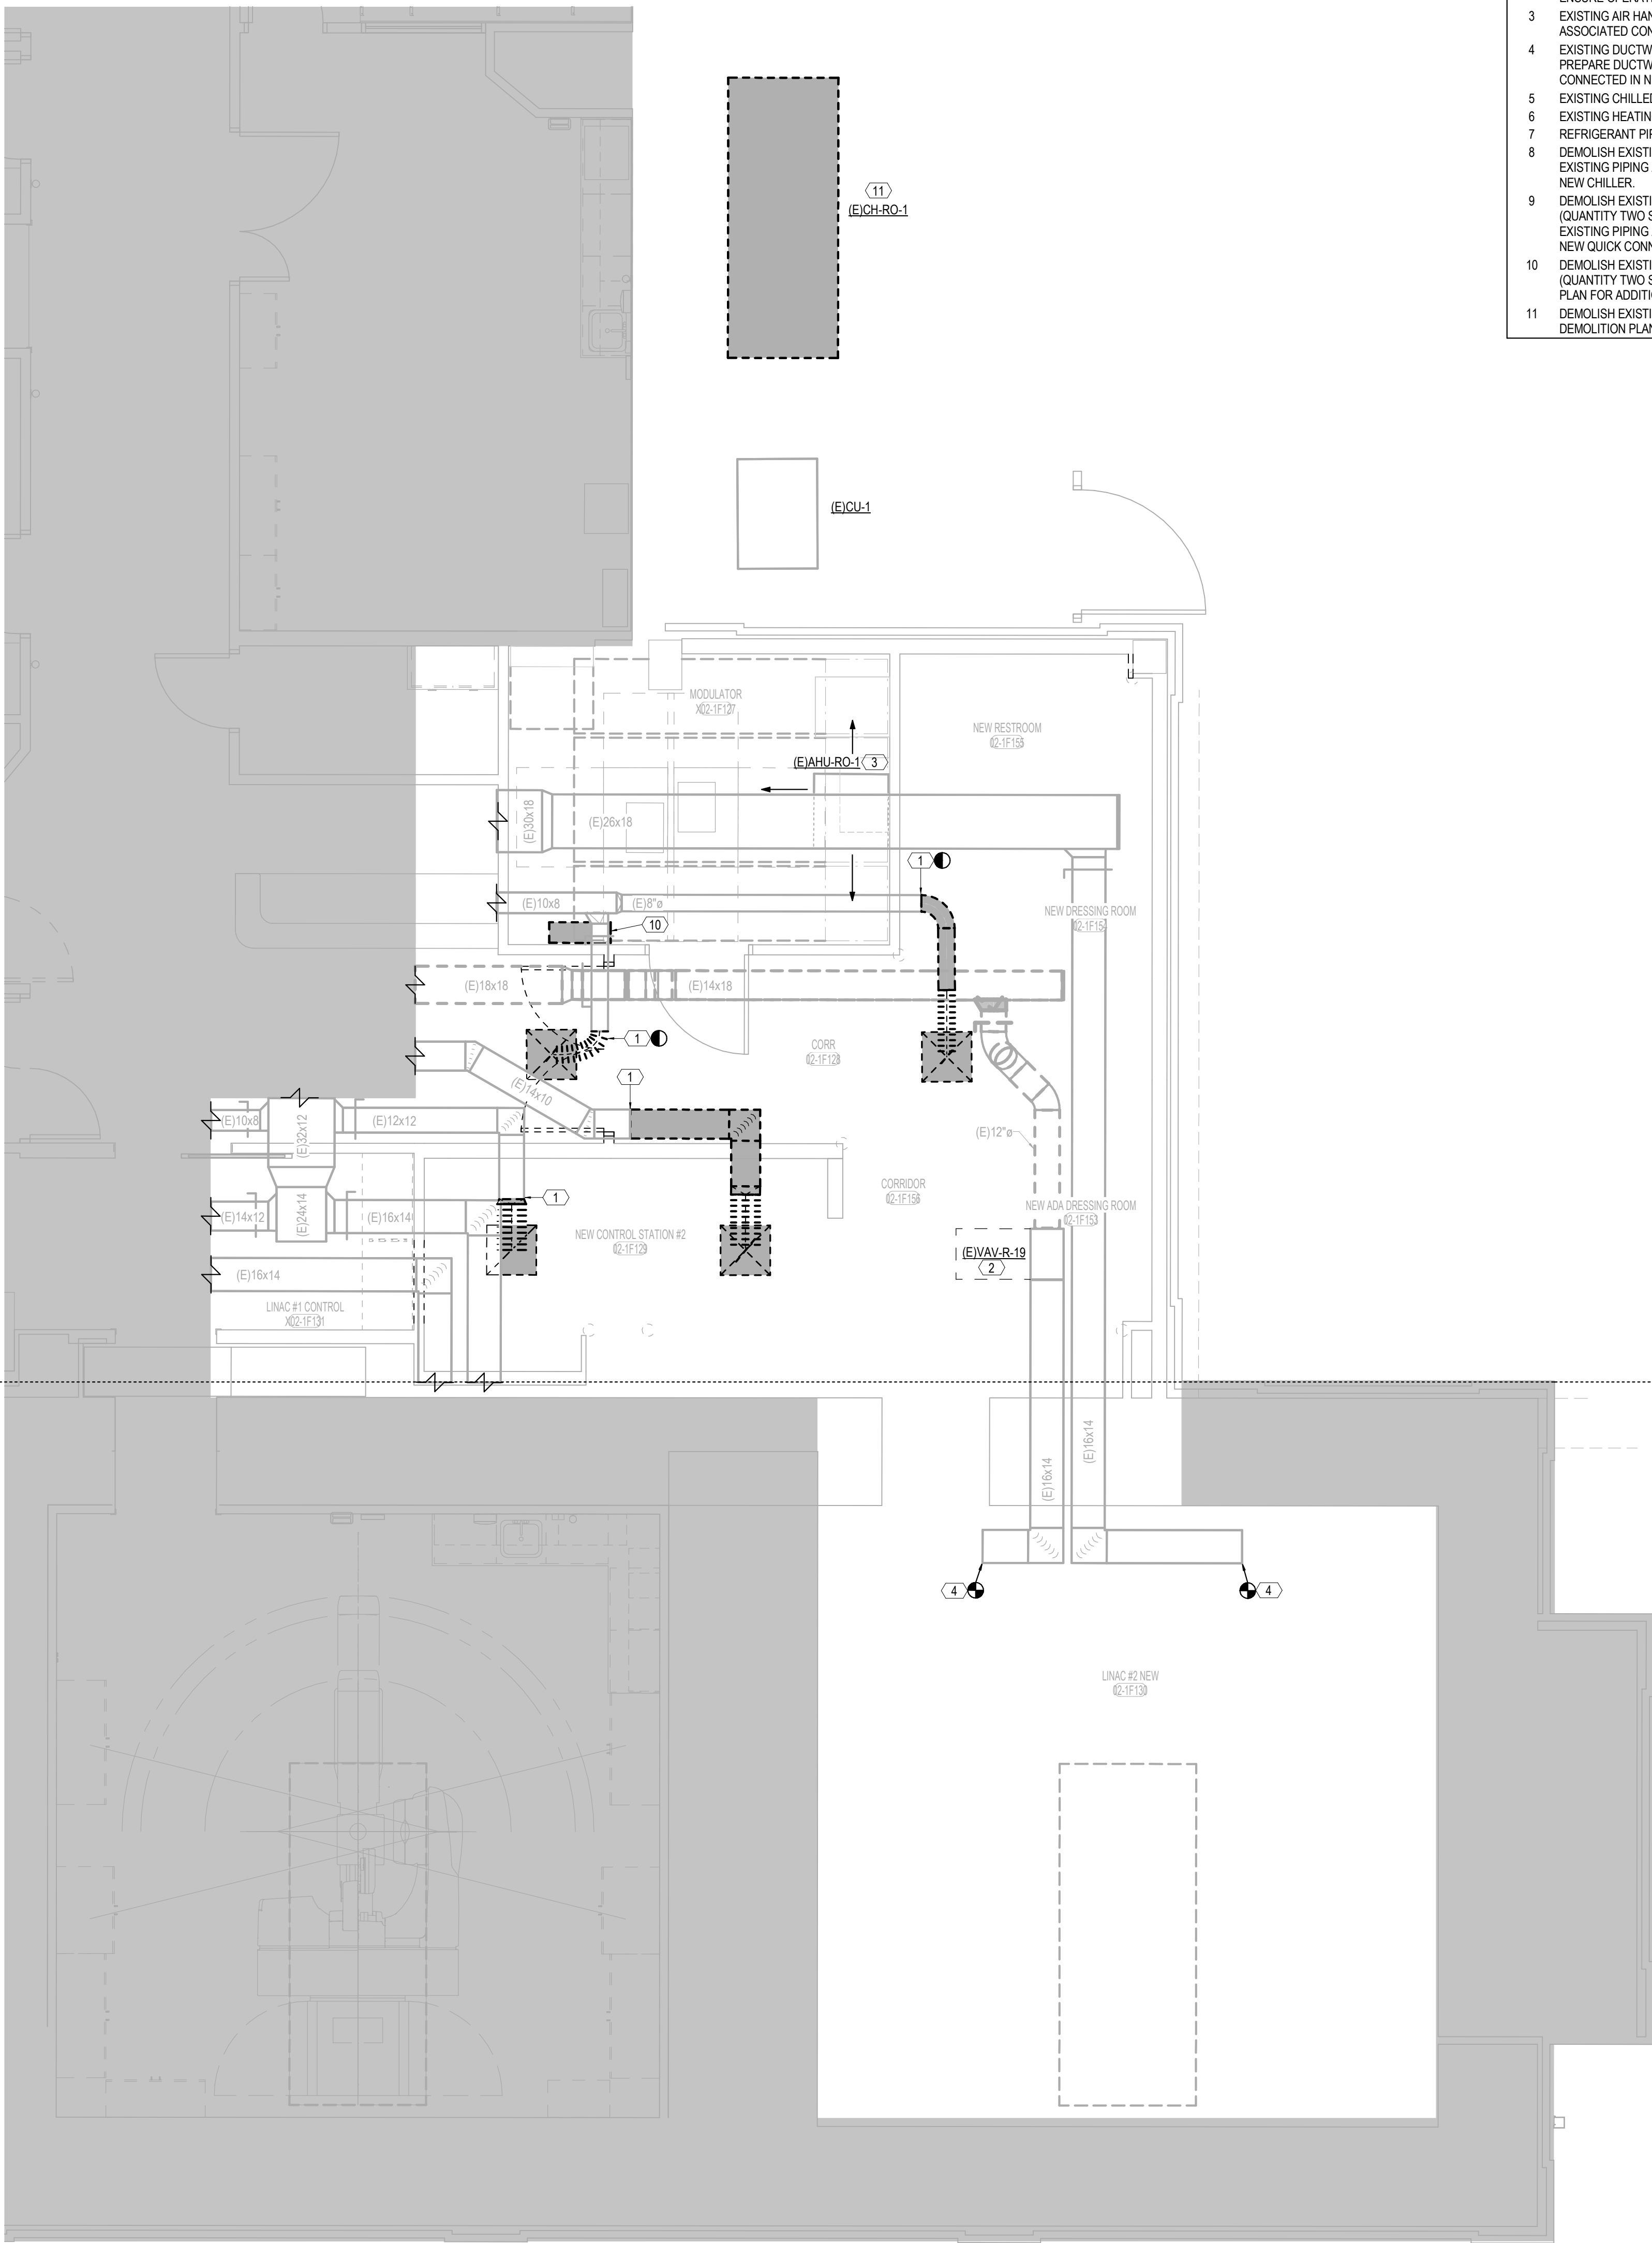 ENSURE OPERATI
3 EXISTING AIR HAN
ASSOCIATED CON
4 EXISTING DUCTW
PREPARE DUCTW
CONNECTED IN N
5 EXISTING CHILLE
6 EXISTING HEATIN
7 REFRIGERANT PI
8 DEMOLISH EXISTI
EXISTING PIPING
NEW CHILLER.
9 DEMOLISH EXISTI
(QUANTITY TWO S
EXISTING PIPING
NEW QUICK CONN
10 DEMOLISH EXISTI
(QUANTITY TWO S
PLAN FOR ADDITI
11 DEMOLISH EXISTI
DEMOLITION PLAN
11
(E)CH-RO-1
(E)CU-1
MODULATOR
X02-1F127
NEW RESTROOM
02-1F155
(E)AHU-RO-1 3
(E)30x18
(E)26x18
1
(E)10x8
(E)8"ø
10
NEW DRESSING ROOM
02-1F154
(E)18x18
(E)14x18
1
CORR
02-1F128
(E)14x10
1
(E)10x8
(E)32x12
(E)12x12
(E)12"ø
CORRIDOR
02-1F156
1
(E)14x12
(E)24x14
(E)16x14
NEW ADA DRESSING ROOM
02-1F153
NEW CONTROL STATION #2
02-1F129
(E)VAV-R-19
2
(E)16x14
LINAC #1 CONTROL
X02-1F131
(E)16x14
(E)16x14
4
4
LINAC #2 NEW
02-1F130